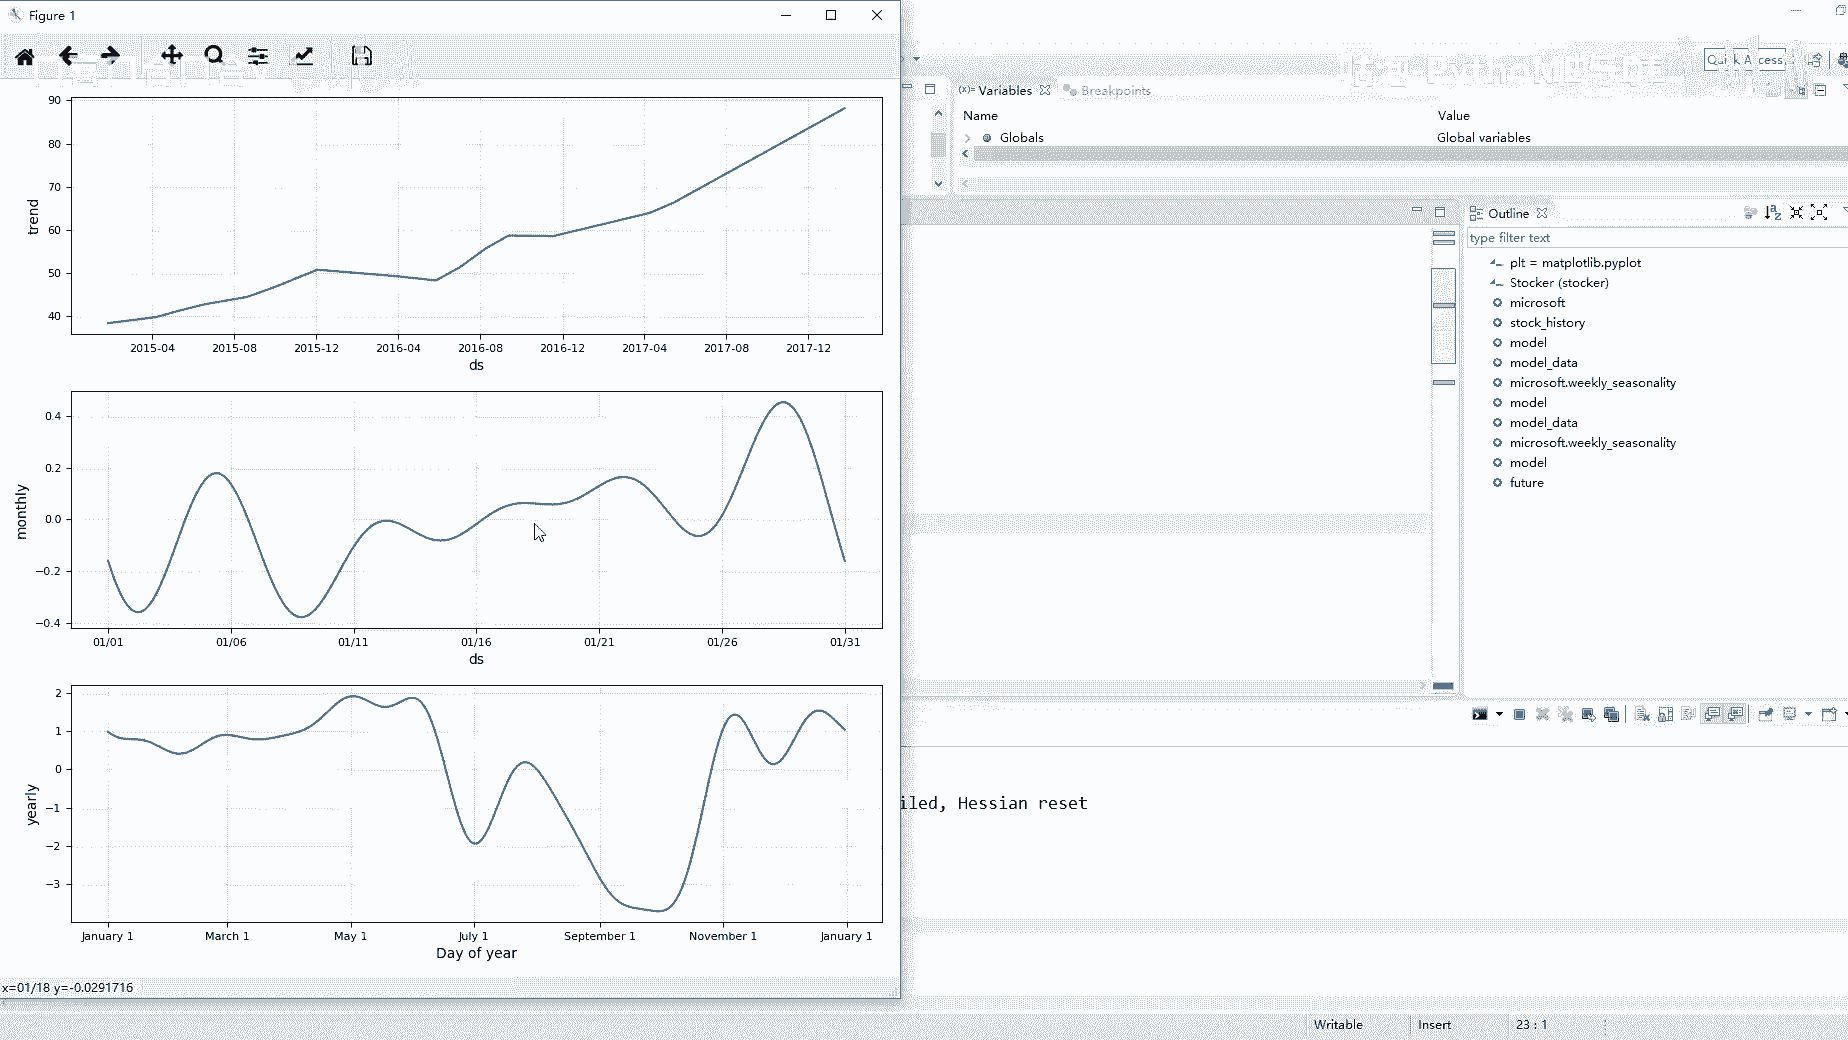 Figure 1
90
80
70
60
50
40
trend
2015-04 2015-08 2015-12 2016-04 2016-08 2016-12 2017-04 2017-08 2017-12
ds
0.4
0.2
0.0
−0.2
−0.4
monthly
01/01 01/06 01/11 01/16 01/21 01/26 01/31
ds
2
1
0
−1
−2
−3
yearly
January 1 March 1 May 1 July 1 September 1 November 1 January 1
Day of year
x=01/18 y=-0.0291716
Quick Access
(x)= Variables Breakpoints
Name Value
Globals Global variables
Outline
type filter text
plt = matplotlib.pyplot
Stocker (stocker)
microsoft
stock_history
model
model_data
microsoft.weekly_seasonality
model
model_data
microsoft.weekly_seasonality
model
future
iled, Hessian reset
Writable Insert 23 : 1